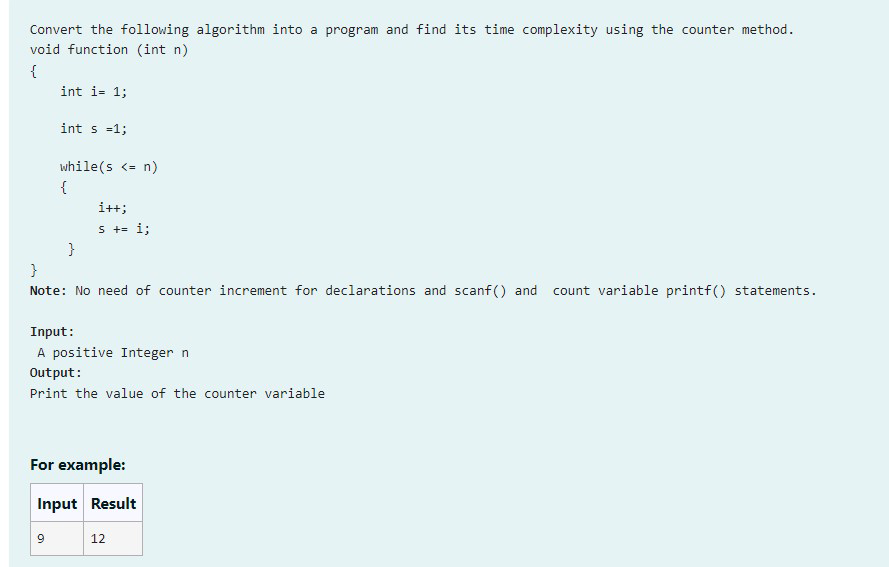 Convert the following algorithm into a program and find its time complexity using the counter method.
void function (int n)
{
int i= 1;
int s =1;
while(s <= n)
{
i++;
s += i;
}
}
Note: No need of counter increment for declarations and scanf() and count variable printf() statements.
Input:
A positive Integer n
Output:
Print the value of the counter variable
For example:
Input Result
9 12